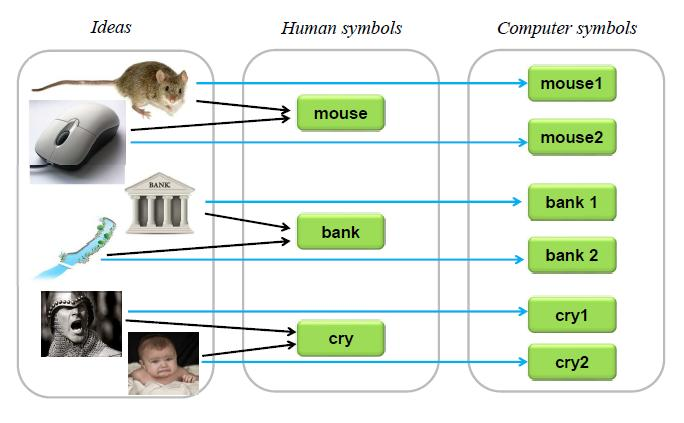 Ideas
Human symbols
Computer symbols
mouse1
mouse
mouse2
BANK
bank 1
bank
bank 2
cry1
cry
cry2